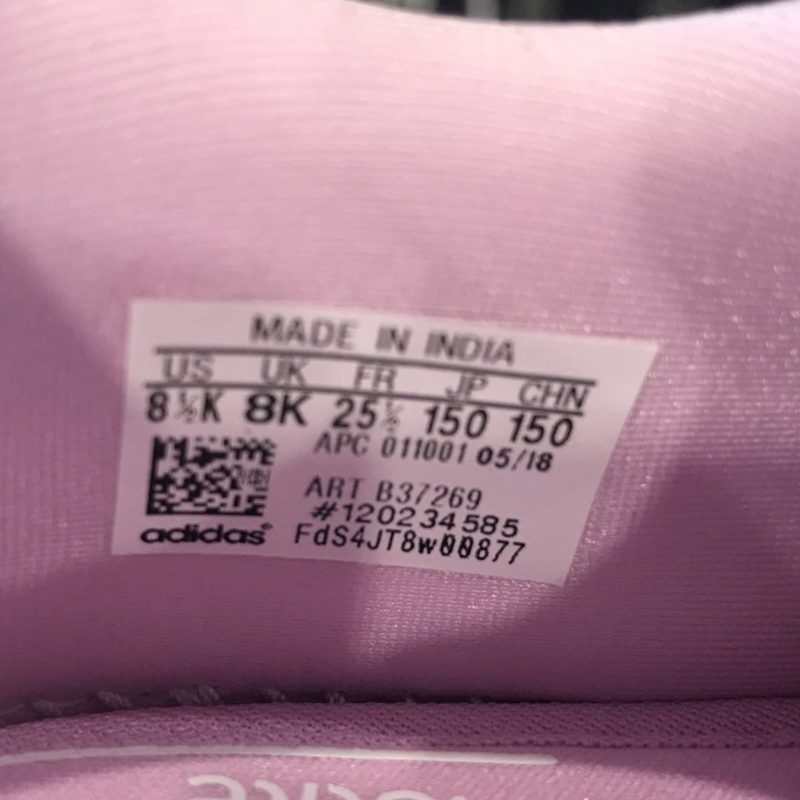 MADE IN INDIA
US UK FR JP CHN
8½K 8K 25½ 150 150
APC 011001 05/18
ART B37269
#120234585
adidas FdS4JT8w00877